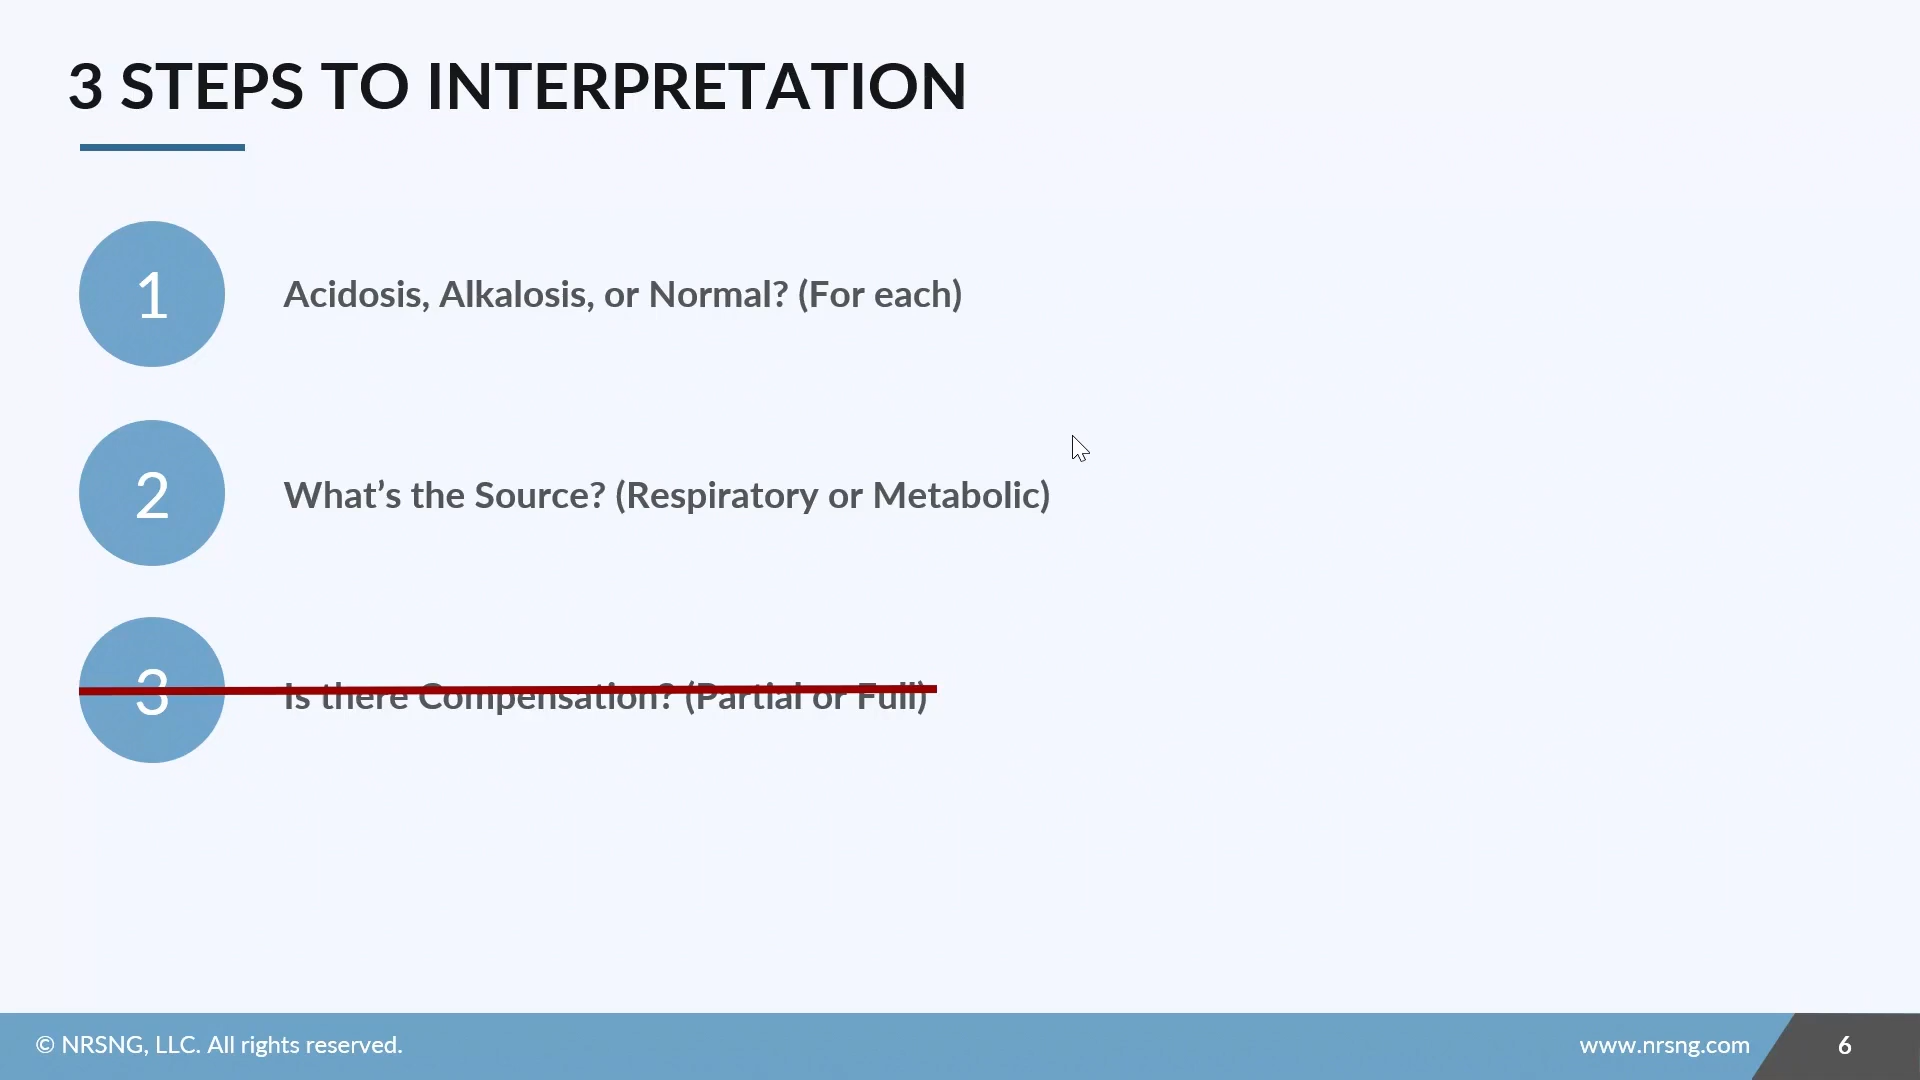 3 STEPS TO INTERPRETATION
1
Acidosis, Alkalosis, or Normal? (For each)
2
What’s the Source? (Respiratory or Metabolic)
3
Is there Compensation? (Partial or Full)
© NRSNG, LLC. All rights reserved.
www.nrsng.com
6